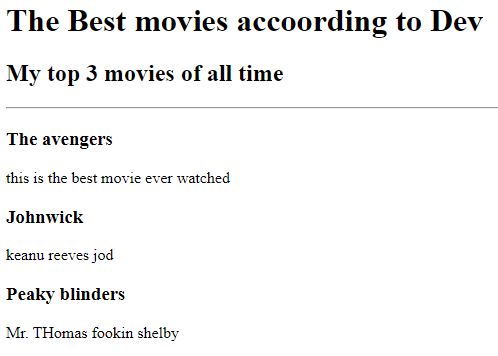 The Best movies accoording to Dev
My top 3 movies of all time
The avengers
this is the best movie ever watched
Johnwick
keanu reeves jod
Peaky blinders
Mr. THomas fookin shelby